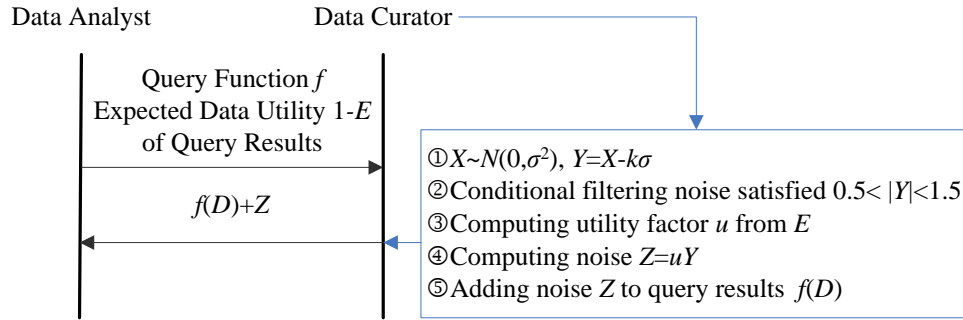 Data Analyst
Data Curator
Query Function f
Expected Data Utility 1-E
of Query Results
f(D)+Z
①X~N(0,σ²), Y=X-kσ
②Conditional filtering noise satisfied 0.5< |Y|<1.5
③Computing utility factor u from E
④Computing noise Z=uY
⑤Adding noise Z to query results f(D)